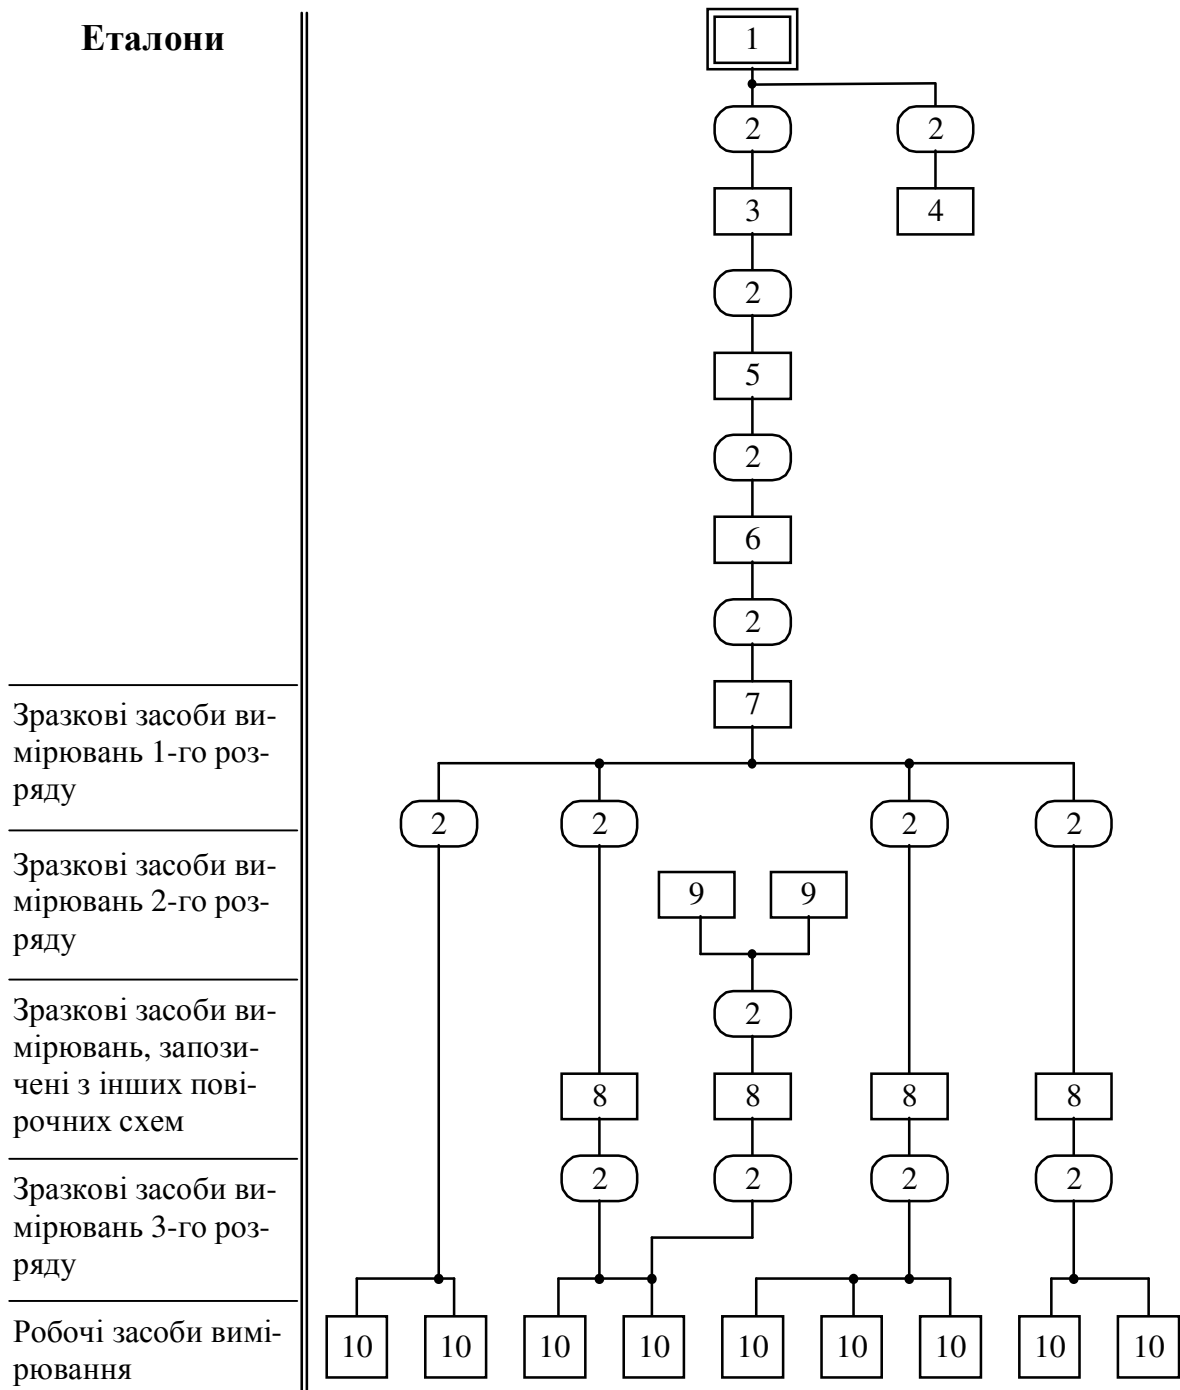 Еталони
1
2 2
3 4
2
5
2
6
2
7
Зразкові засоби ви-
мірювань 1-го роз-
ряду
2 2 2 2
Зразкові засоби ви-
мірювань 2-го роз-
ряду
9 9
Зразкові засоби ви-
мірювань, запози-
чені з інших пові-
рочних схем
2
8 8 8 8
Зразкові засоби ви-
мірювань 3-го роз-
ряду
2 2 2 2
Робочі засоби вимі-
рювання
10 10 10 10 10 10 10 10 10